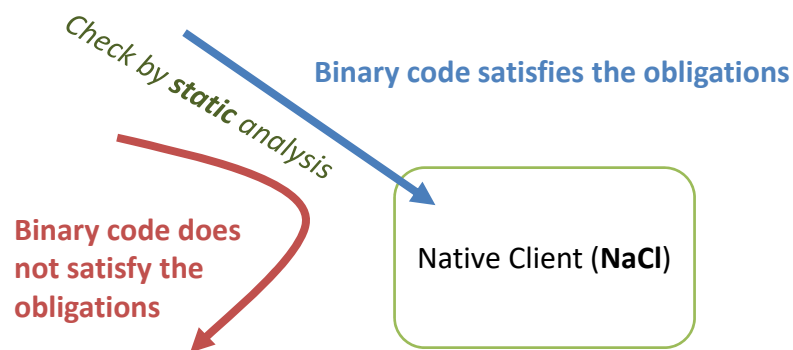 Check by static analysis
Binary code satisfies the obligations
Binary code does
not satisfy the
obligations
Native Client (NaCl)